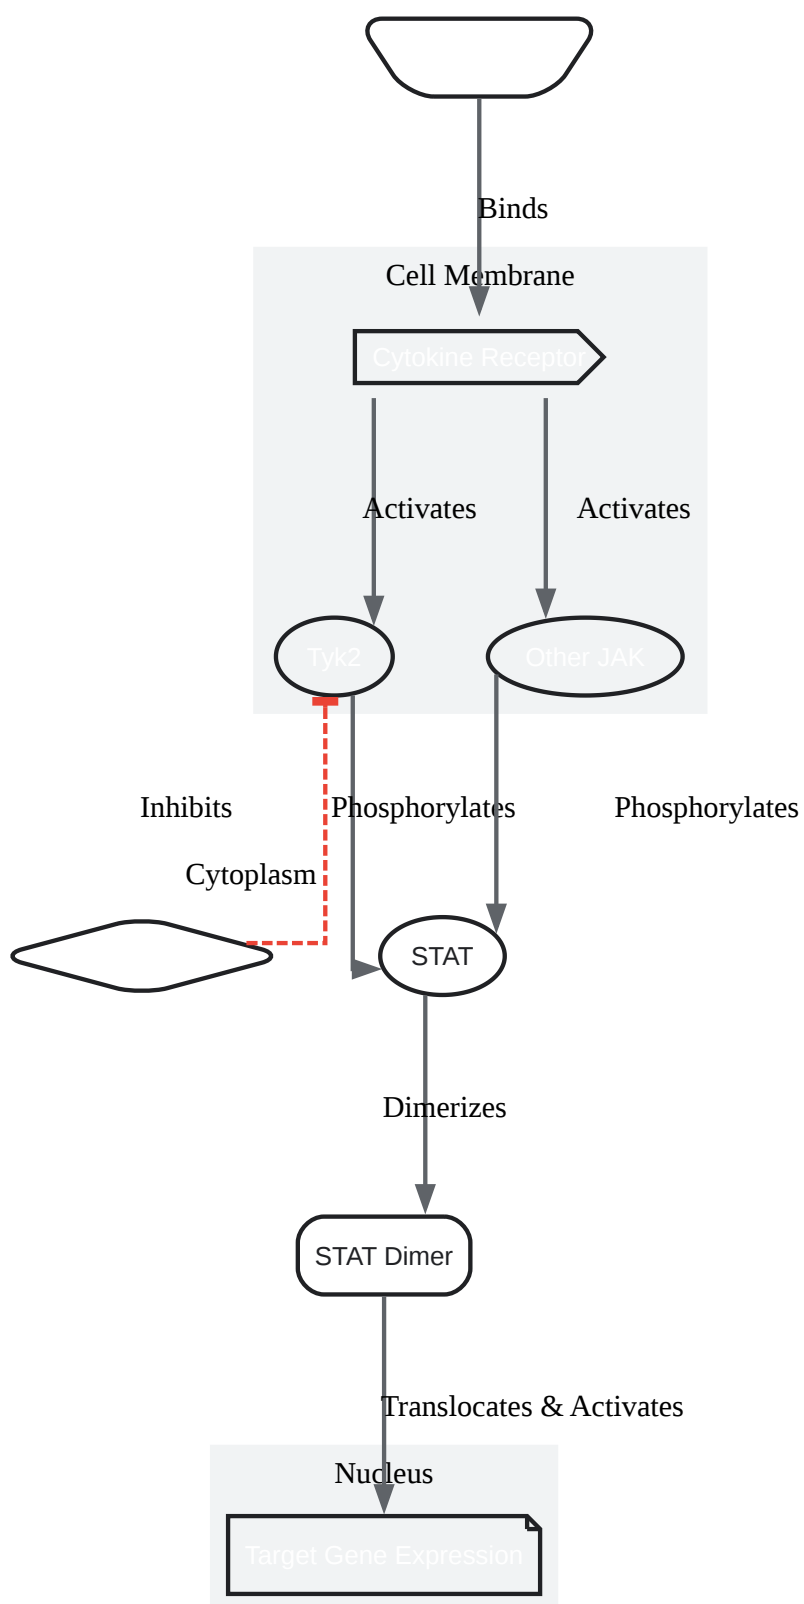 Binds
Cell Membrane
Cytokine Receptor
Activates
Activates
Tyk2
Other JAK
Inhibits
Phosphorylates
Phosphorylates
Cytoplasm
STAT
Dimerizes
STAT Dimer
Translocates & Activates
Nucleus
Target Gene Expression